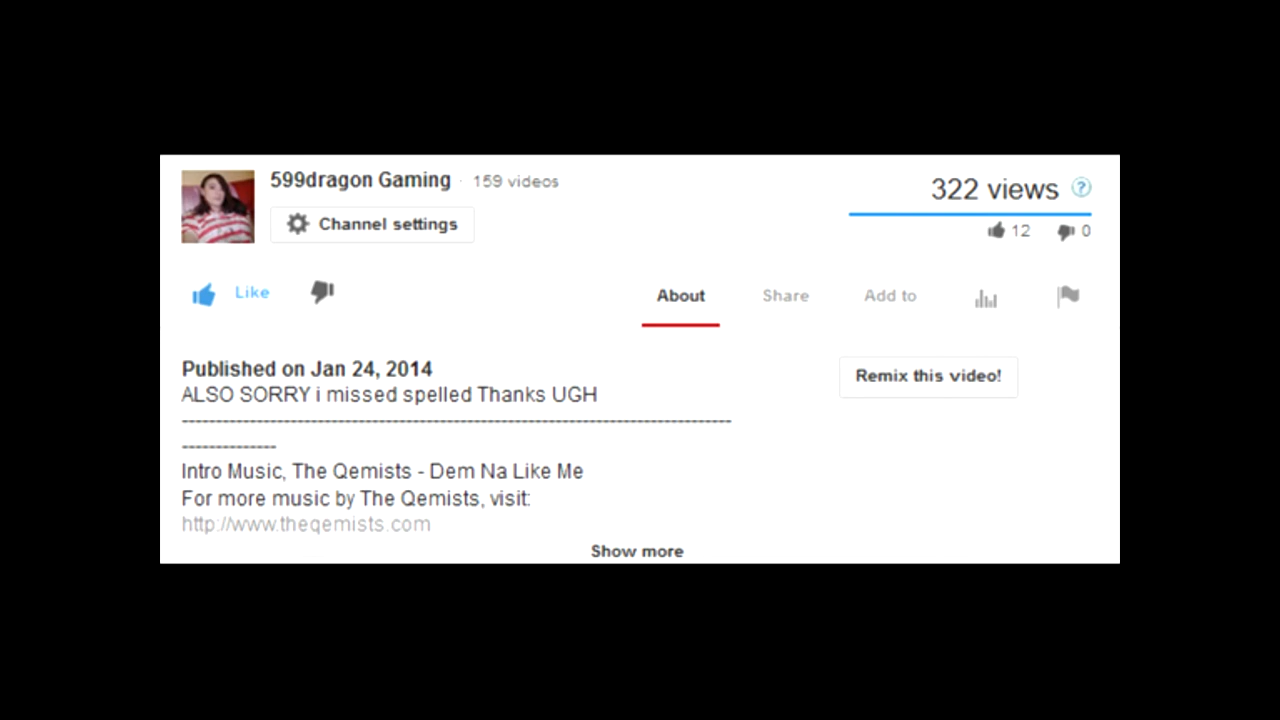 599dragon Gaming · 159 videos
322 views ?
Channel settings
12 0
Like
About Share Add to
Published on Jan 24, 2014
Remix this video!
ALSO SORRY i missed spelled Thanks UGH
--------------------------------------------------------------------------------
--------------
Intro Music, The Qemists - Dem Na Like Me
For more music by The Qemists, visit:
http://www.theqemists.com
Show more